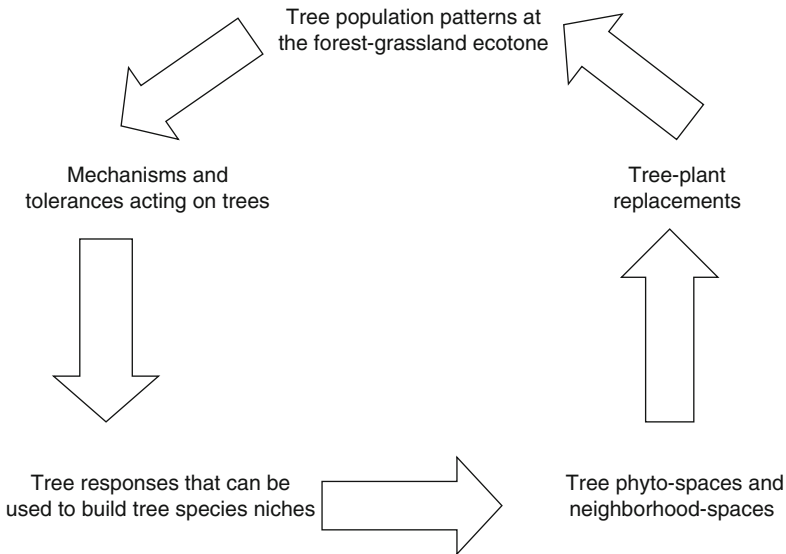 Tree population patterns at
the forest-grassland ecotone
Mechanisms and
tolerances acting on trees
Tree-plant
replacements
Tree responses that can be
used to build tree species niches
Tree phyto-spaces and
neighborhood-spaces